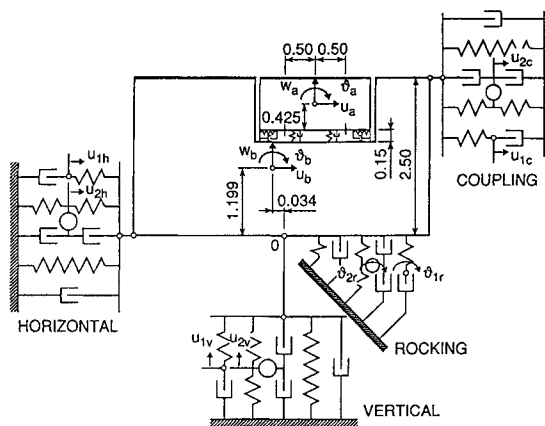 0.50 0.50
w_a ϑ_a
u_a
0.425
w_b ϑ_b
u_b
0.15
2.50
1.199
0.034
0
u_2c
u_1c
COUPLING
u_1h
u_2h
HORIZONTAL
ϑ_2r ϑ_1r
ROCKING
u_1v u_2v
VERTICAL